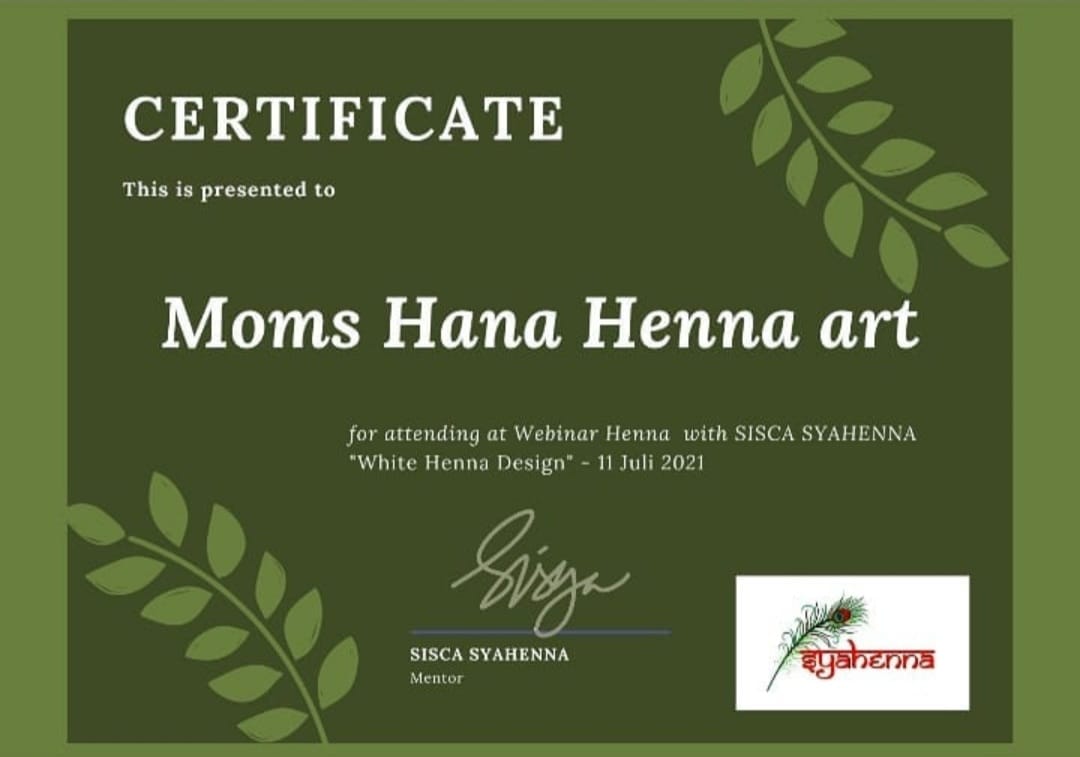 CERTIFICATE
This is presented to
Moms Hana Henna art
for attending at Webinar Henna with SISCA SYAHENNA
"White Henna Design" - 11 Juli 2021
Sisya
SISCA SYAHENNA
Mentor
syahenna